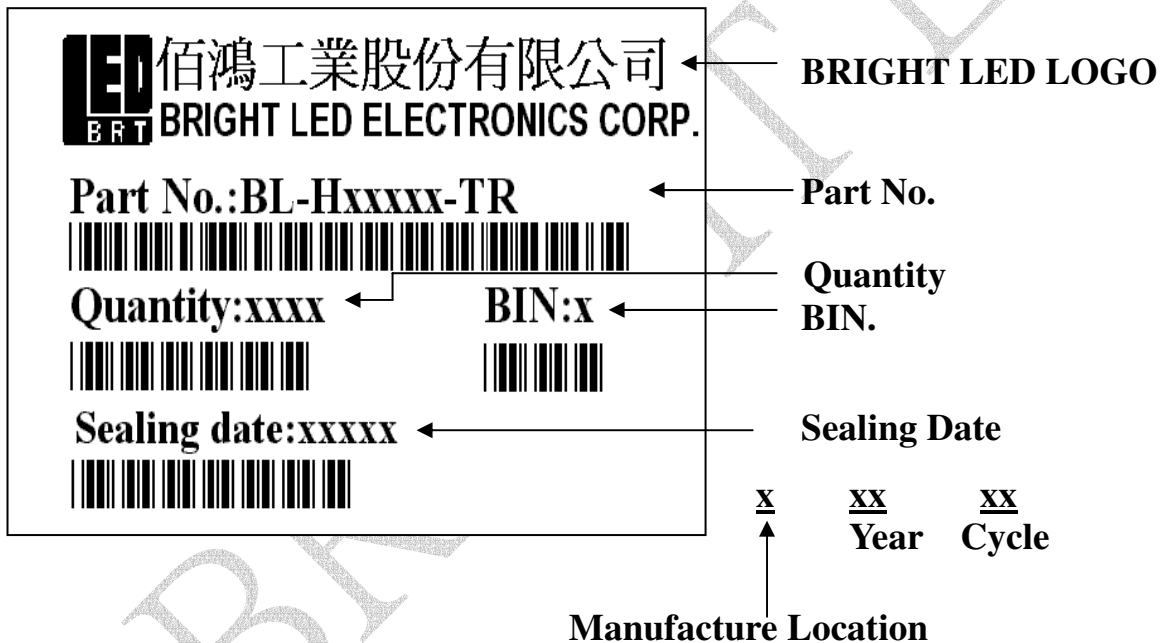 LED
佰鴻工業股份有限公司
BRT BRIGHT LED ELECTRONICS CORP.
BRIGHT LED LOGO
Part No.:BL-Hxxxxx-TR
Part No.
Quantity:xxxx
BIN:x
Quantity
BIN.
Sealing date:xxxxx
Sealing Date
x xx xx
Year Cycle
Manufacture Location